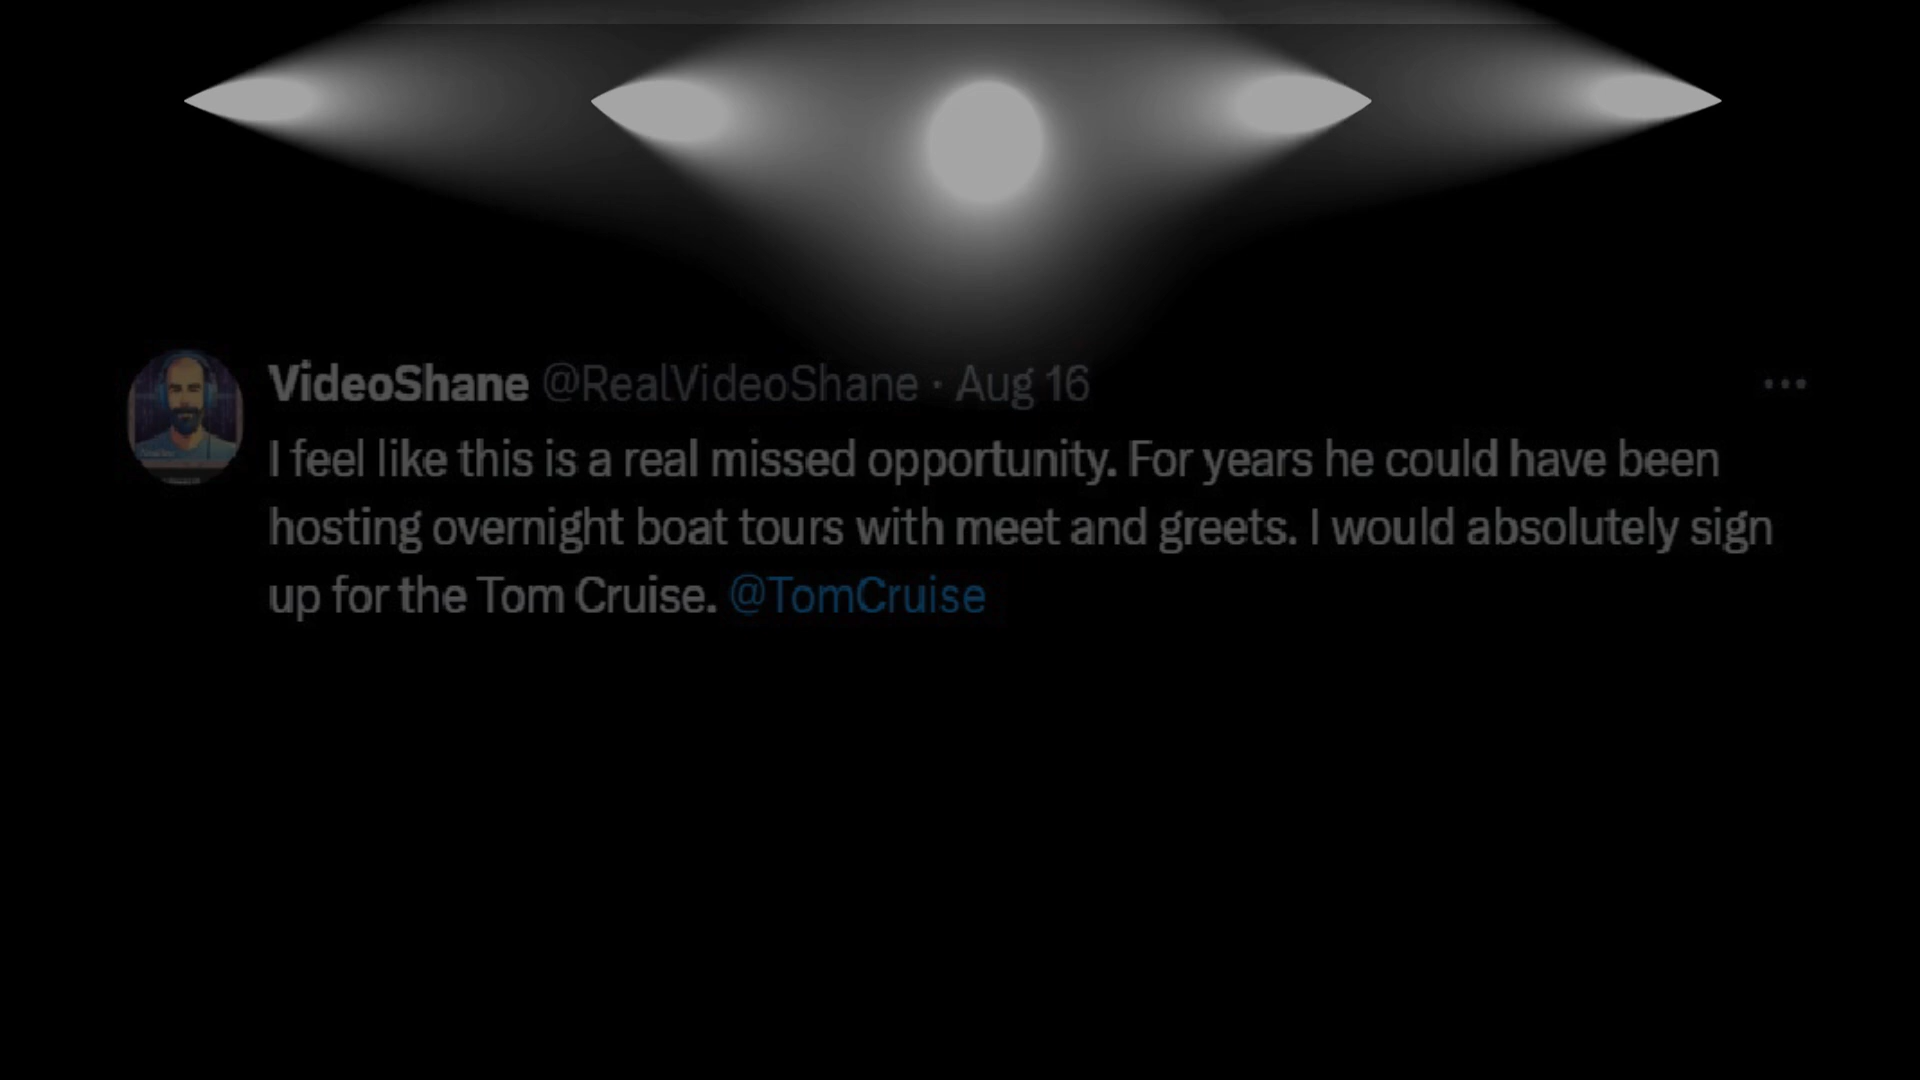 VideoShane @RealVideoShane · Aug 16
I feel like this is a real missed opportunity. For years he could have been
hosting overnight boat tours with meet and greets. I would absolutely sign
up for the Tom Cruise. @TomCruise